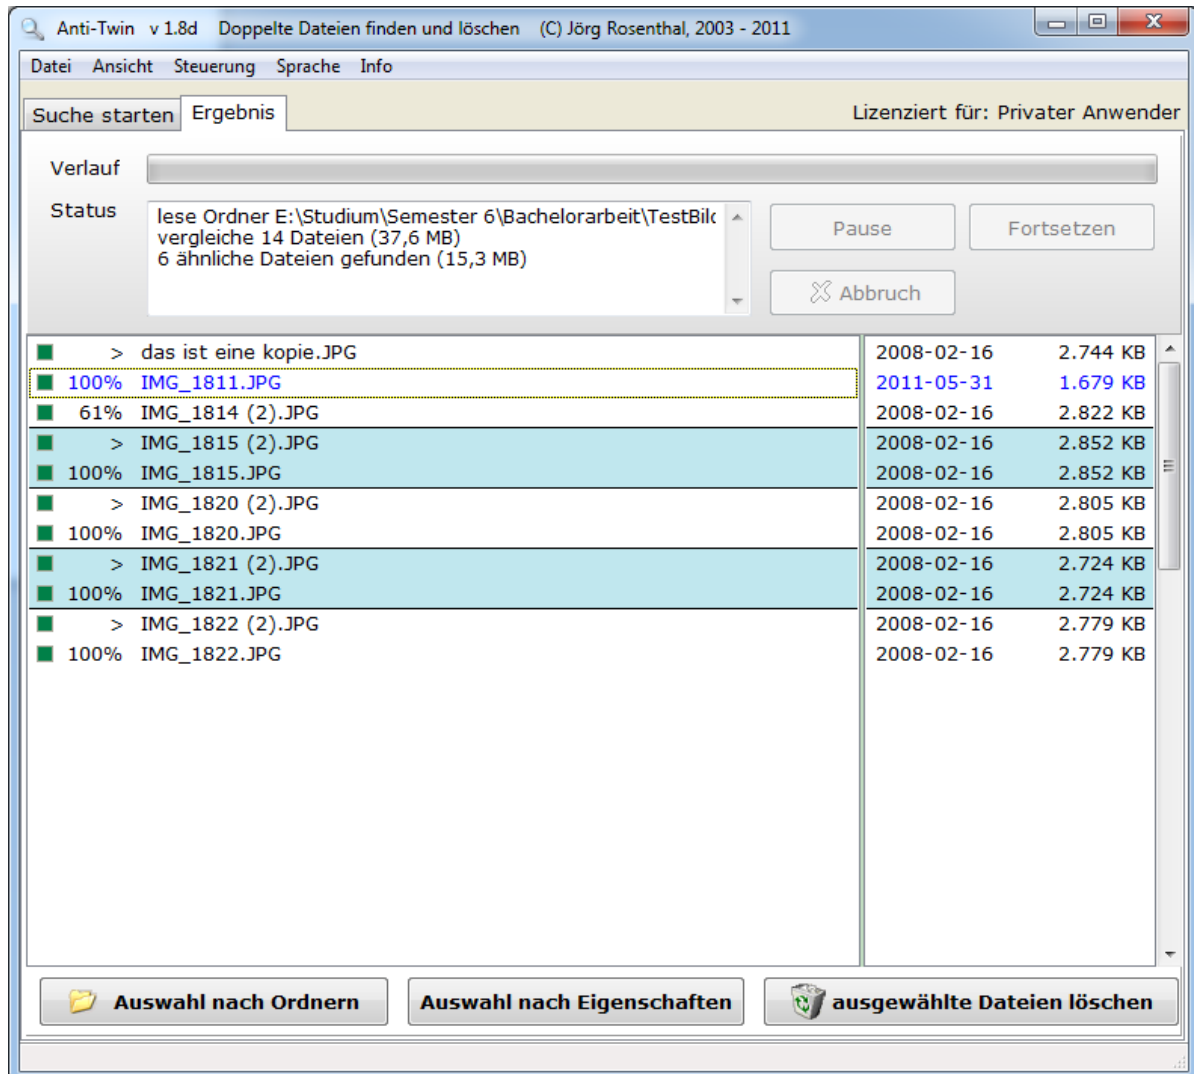 Anti-Twin v 1.8d Doppelte Dateien finden und löschen (C) Jörg Rosenthal, 2003 - 2011
Datei Ansicht Steuerung Sprache Info
Suche starten Ergebnis Lizenziert für: Privater Anwender
Verlauf
Status
lese Ordner E:\Studium\Semester 6\Bachelorarbeit\TestBil
vergleiche 14 Dateien (37,6 MB)
6 ähnliche Dateien gefunden (15,3 MB)
Pause Fortsetzen
Abbruch
> das ist eine kopie.JPG 2008-02-16 2.744 KB
100% IMG_1811.JPG 2011-05-31 1.679 KB
61% IMG_1814 (2).JPG 2008-02-16 2.822 KB
> IMG_1815 (2).JPG 2008-02-16 2.852 KB
100% IMG_1815.JPG 2008-02-16 2.852 KB
> IMG_1820 (2).JPG 2008-02-16 2.805 KB
100% IMG_1820.JPG 2008-02-16 2.805 KB
> IMG_1821 (2).JPG 2008-02-16 2.724 KB
100% IMG_1821.JPG 2008-02-16 2.724 KB
> IMG_1822 (2).JPG 2008-02-16 2.779 KB
100% IMG_1822.JPG 2008-02-16 2.779 KB
Auswahl nach Ordnern Auswahl nach Eigenschaften ausgewählte Dateien löschen